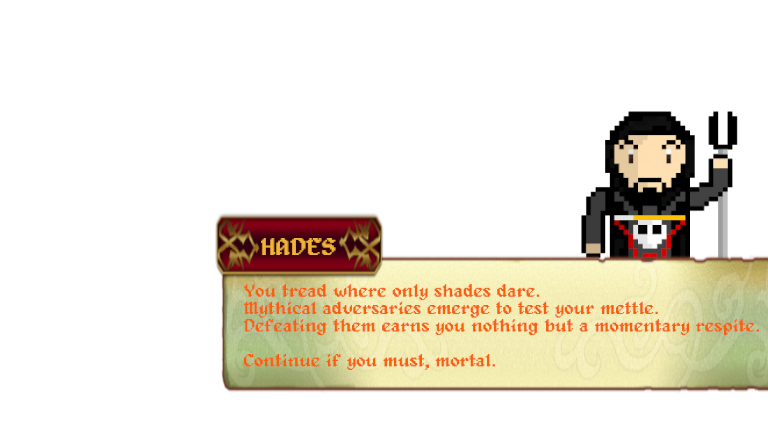 HADES
You tread where only shades dare.
Mythical adversaries emerge to test your mettle.
Defeating them earns you nothing but a momentary respite.
Continue if you must, mortal.